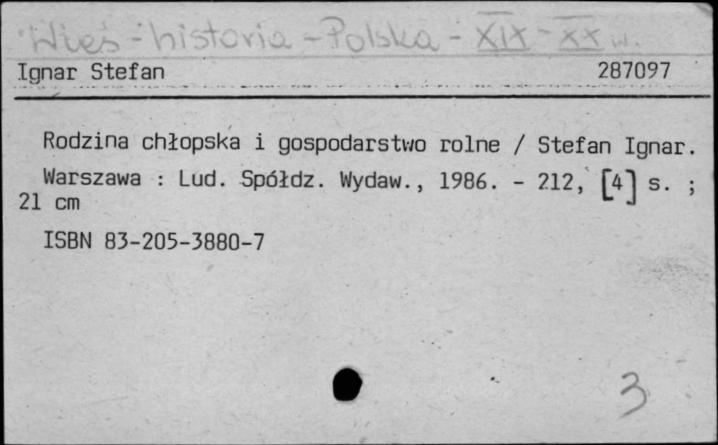 Wieś - historia - Polska - XIX - XX w.
Ignar Stefan 287097
Rodzina chłopska i gospodarstwo rolne / Stefan Ignar.
Warszawa : Lud. Spółdz. Wydaw., 1986. - 212, [4] s. ;
21 cm
ISBN 83-205-3880-7
3